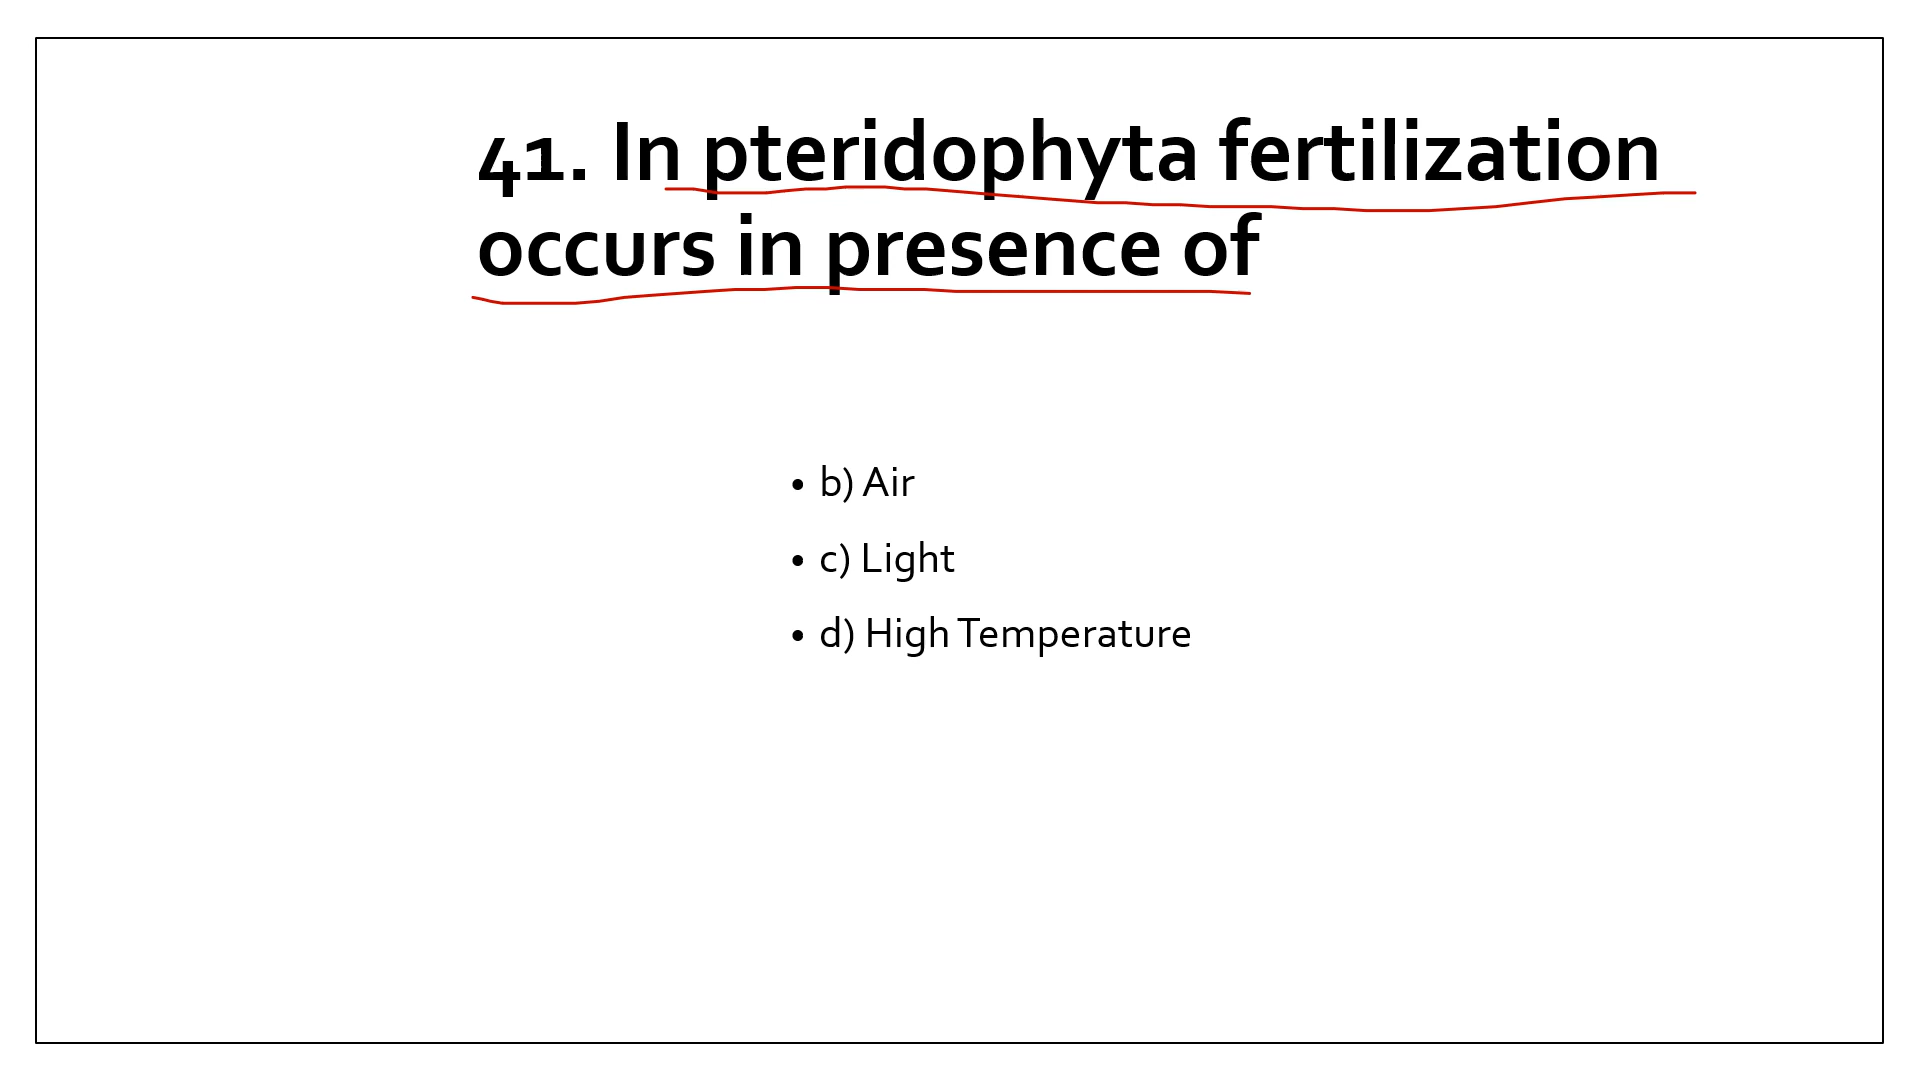 41. In pteridophyta fertilization
occurs in presence of
• b) Air
• c) Light
• d) High Temperature